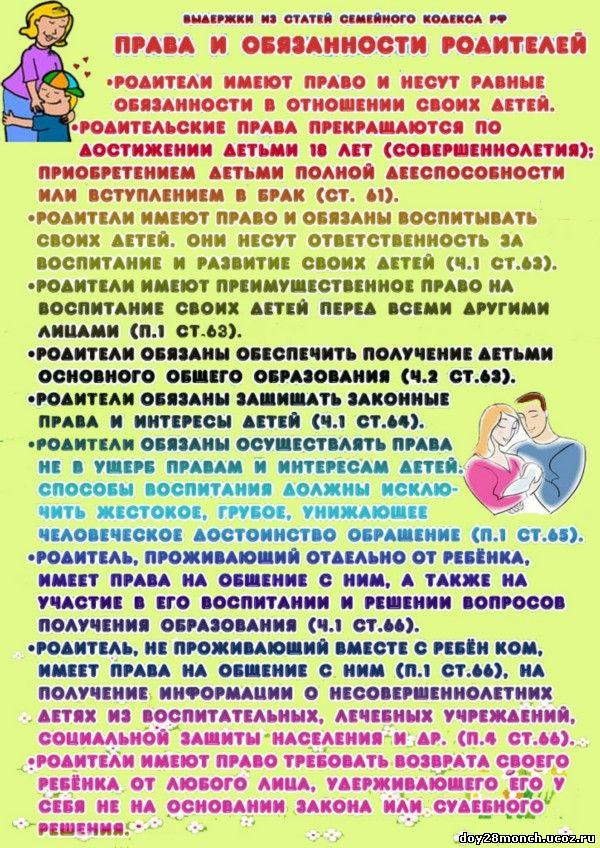 ВЫДЕРЖКИ ИЗ СТАТЕЙ СЕМЕЙНОГО КОДЕКСА РФ
ПРАВА И ОБЯЗАННОСТИ РОДИТЕЛЕЙ
•РОДИТЕЛИ ИМЕЮТ ПРАВО И НЕСУТ РАВНЫЕ
ОБЯЗАННОСТИ В ОТНОШЕНИИ СВОИХ ДЕТЕЙ.
•РОДИТЕЛЬСКИЕ ПРАВА ПРЕКРАЩАЮТСЯ ПО
ДОСТИЖЕНИИ ДЕТЬМИ 18 ЛЕТ (СОВЕРШЕННОЛЕТИЯ);
ПРИОБРЕТЕНИЕМ ДЕТЬМИ ПОЛНОЙ ДЕЕСПОСОБНОСТИ
ИЛИ ВСТУПЛЕНИЕМ В БРАК (СТ. 61).
•РОДИТЕЛИ ИМЕЮТ ПРАВО И ОБЯЗАНЫ ВОСПИТЫВАТЬ
СВОИХ ДЕТЕЙ. ОНИ НЕСУТ ОТВЕТСТВЕННОСТЬ ЗА
ВОСПИТАНИЕ И РАЗВИТИЕ СВОИХ ДЕТЕЙ (Ч.1 СТ.63).
•РОДИТЕЛИ ИМЕЮТ ПРЕИМУЩЕСТВЕННОЕ ПРАВО НА
ВОСПИТАНИЕ СВОИХ ДЕТЕЙ ПЕРЕД ВСЕМИ ДРУГИМИ
ЛИЦАМИ (П.1 СТ.63).
•РОДИТЕЛИ ОБЯЗАНЫ ОБЕСПЕЧИТЬ ПОЛУЧЕНИЕ ДЕТЬМИ
ОСНОВНОГО ОБЩЕГО ОБРАЗОВАНИЯ (Ч.2 СТ.63).
•РОДИТЕЛИ ОБЯЗАНЫ ЗАЩИЩАТЬ ЗАКОННЫЕ
ПРАВА И ИНТЕРЕСЫ ДЕТЕЙ (Ч.1 СТ.64).
•РОДИТЕЛИ ОБЯЗАНЫ ОСУЩЕСТВЛЯТЬ ПРАВА
НЕ В УЩЕРБ ПРАВАМ И ИНТЕРЕСАМ ДЕТЕЙ.
СПОСОБЫ ВОСПИТАНИЯ ДОЛЖНЫ ИСКЛЮ-
ЧИТЬ ЖЕСТОКОЕ, ГРУБОЕ, УНИЖАЮЩЕЕ
ЧЕЛОВЕЧЕСКОЕ ДОСТОИНСТВО ОБРАЩЕНИЕ (П.1 СТ.65).
•РОДИТЕЛЬ, ПРОЖИВАЮЩИЙ ОТДЕЛЬНО ОТ РЕБЁНКА,
ИМЕЕТ ПРАВА НА ОБЩЕНИЕ С НИМ, А ТАКЖЕ НА
УЧАСТИЕ В ЕГО ВОСПИТАНИИ И РЕШЕНИИ ВОПРОСОВ
ПОЛУЧЕНИЯ ОБРАЗОВАНИЯ (Ч.1 СТ.66).
•РОДИТЕЛЬ, НЕ ПРОЖИВАЮЩИЙ ВМЕСТЕ С РЕБЁН КОМ,
ИМЕЕТ ПРАВА НА ОБЩЕНИЕ С НИМ (П.1 СТ.66), НА
ПОЛУЧЕНИЕ ИНФОРМАЦИИ О НЕСОВЕРШЕННОЛЕТНИХ
ДЕТЯХ ИЗ ВОСПИТАТЕЛЬНЫХ, ЛЕЧЕБНЫХ УЧРЕЖДЕНИЙ,
СОЦИАЛЬНОЙ ЗАЩИТЫ НАСЕЛЕНИЯ И ДР. (П.4 СТ.66).
•РОДИТЕЛИ ИМЕЮТ ПРАВО ТРЕБОВАТЬ ВОЗВРАТА СВОЕГО
РЕБЁНКА ОТ ЛЮБОГО ЛИЦА, УДЕРЖИВАЮЩЕГО ЕГО У
СЕБЯ НЕ НА ОСНОВАНИИ ЗАКОНА ИЛИ СУДЕБНОГО
РЕШЕНИЯ.
doy28monch.ucoz.ru